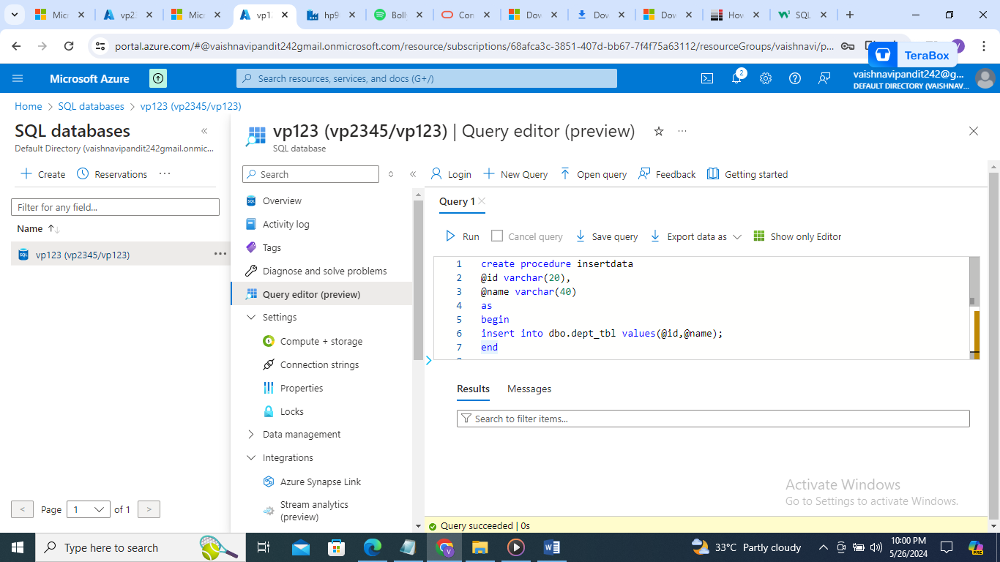 Mic
vp2
Mic
vp1
hp9
Boll
Con
Dov
Dov
Dov
How
SQL
portal.azure.com/#@vaishnavipandit242gmail.onmicrosoft.com/resource/subscriptions/68afca3c-3851-407d-bb67-7f4f75a63112/resourceGroups/vaishnavi/p...
TeraBox
Microsoft Azure
Search resources, services, and docs (G+/)
2
vaishnavipandit242@g...
DEFAULT DIRECTORY (VAISHNAV...
Home > SQL databases > vp123 (vp2345/vp123)
SQL databases
Default Directory (vaishnavipandit242gmail.onmic...
Create
Reservations
Filter for any field...
Name
vp123 (vp2345/vp123)
< Page 1 of 1 >
vp123 (vp2345/vp123) | Query editor (preview)
SQL database
Search
Overview
Activity log
Tags
Diagnose and solve problems
Query editor (preview)
Settings
Compute + storage
Connection strings
Properties
Locks
Data management
Integrations
Azure Synapse Link
Stream analytics
(preview)
Login
New Query
Open query
Feedback
Getting started
Query 1
Run
Cancel query
Save query
Export data as
Show only Editor
1 create procedure insertdata
2 @id varchar(20),
3 @name varchar(40)
4 as
5 begin
6 insert into dbo.dept_tbl values(@id,@name);
7 end
Results Messages
Search to filter items...
Activate Windows
Go to Settings to activate Windows.
Query succeeded | 0s
Type here to search
33°C Partly cloudy
10:00 PM
5/26/2024